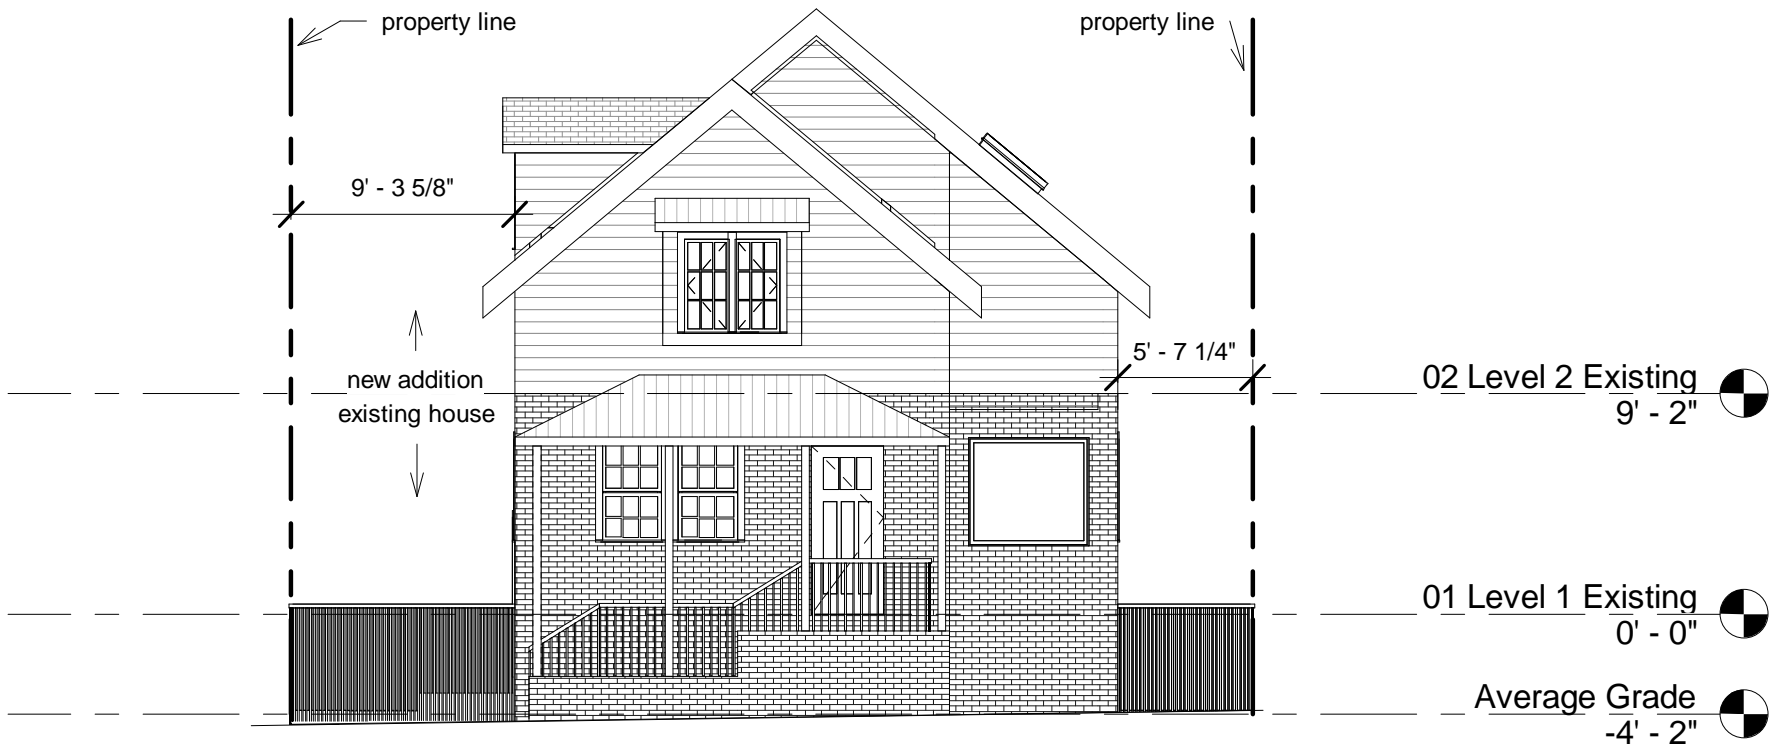 property line
property line
9' - 3 5/8"
5' - 7 1/4"
new addition
existing house
02 Level 2 Existing
9' - 2"
01 Level 1 Existing
0' - 0"
Average Grade
-4' - 2"